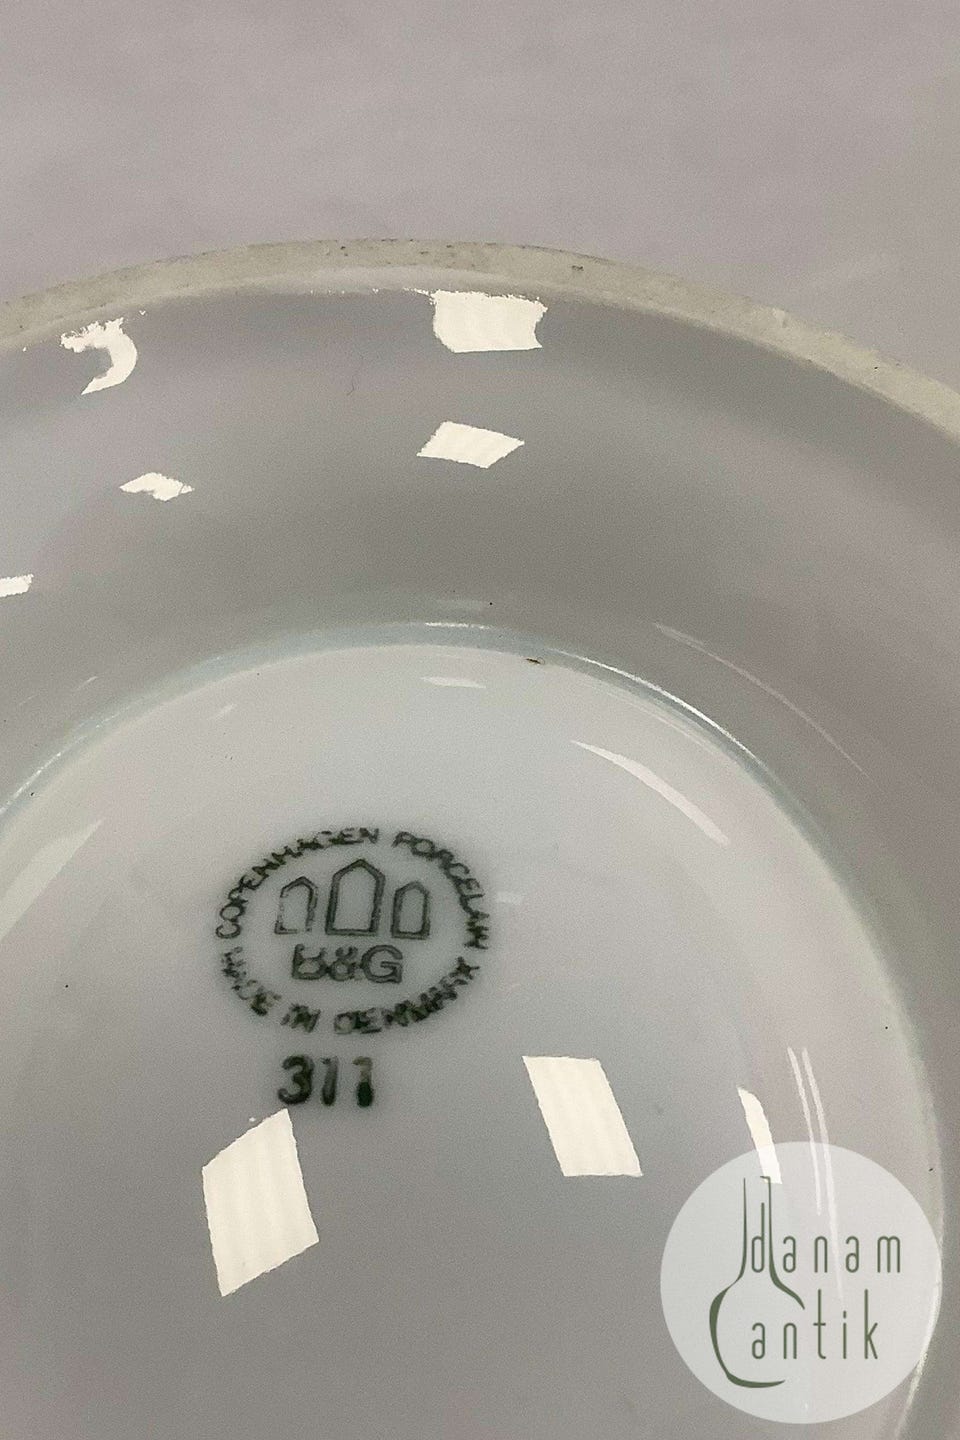 COPENHAGEN PORCELAIN
B&G
MADE IN DENMARK
311
danam
antik